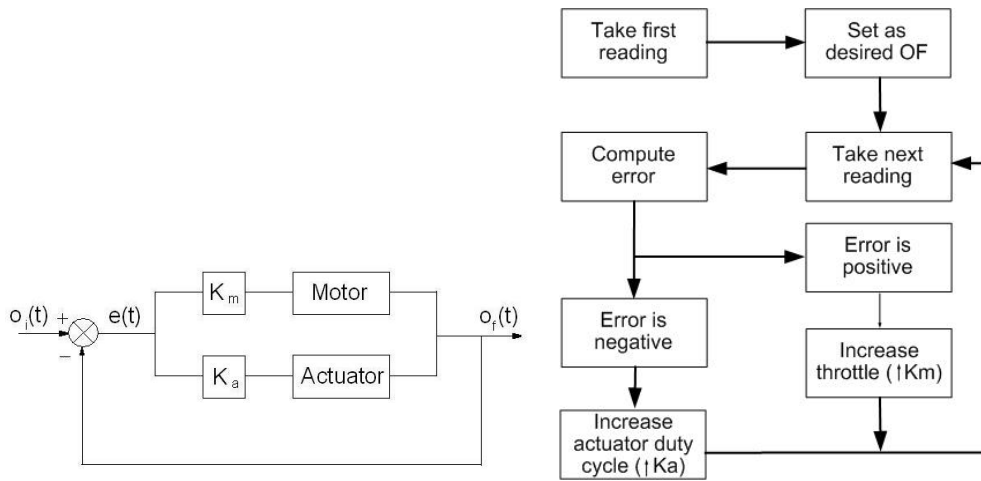 o_i(t)
+
−
e(t)
K_m
Motor
K_a
Actuator
o_f(t)
Take first
reading
Set as
desired OF
Compute
error
Take next
reading
Error is
positive
Error is
negative
Increase
throttle (↑Km)
Increase
actuator duty
cycle (↑Ka)